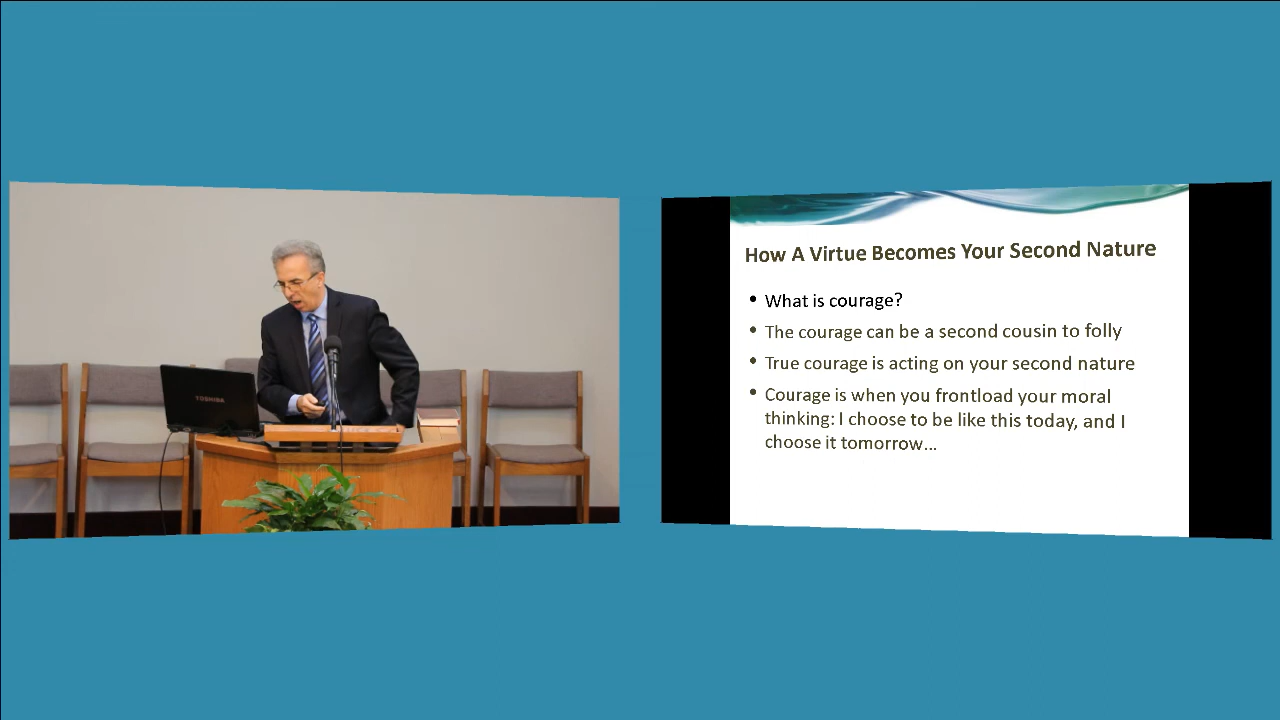 TOSHIBA
How A Virtue Becomes Your Second Nature
• What is courage?
• The courage can be a second cousin to folly
• True courage is acting on your second nature
• Courage is when you frontload your moral
thinking: I choose to be like this today, and I
choose it tomorrow...